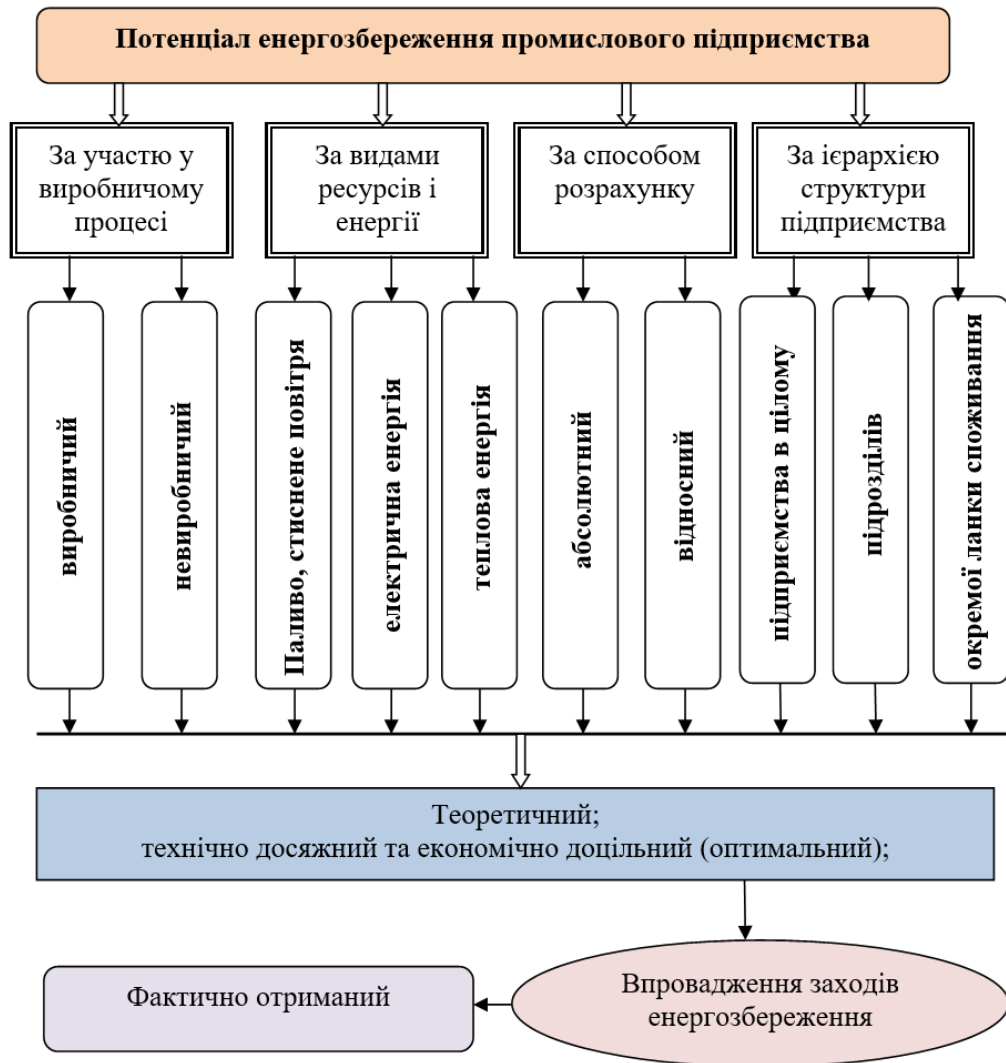 Потенціал енергозбереження промислового підприємства
За участю у
виробничому
процесі
За видами
ресурсів і
енергії
За способом
розрахунку
За ієрархією
структури
підприємства
виробничий
невиробничий
Паливо, стиснене повітря
електрична енергія
теплова енергія
абсолютний
відносний
підприємства в цілому
підрозділів
окремої ланки споживання
Теоретичний;
технічно досяжний та економічно доцільний (оптимальний);
Фактично отриманий
Впровадження заходів
енергозбереження